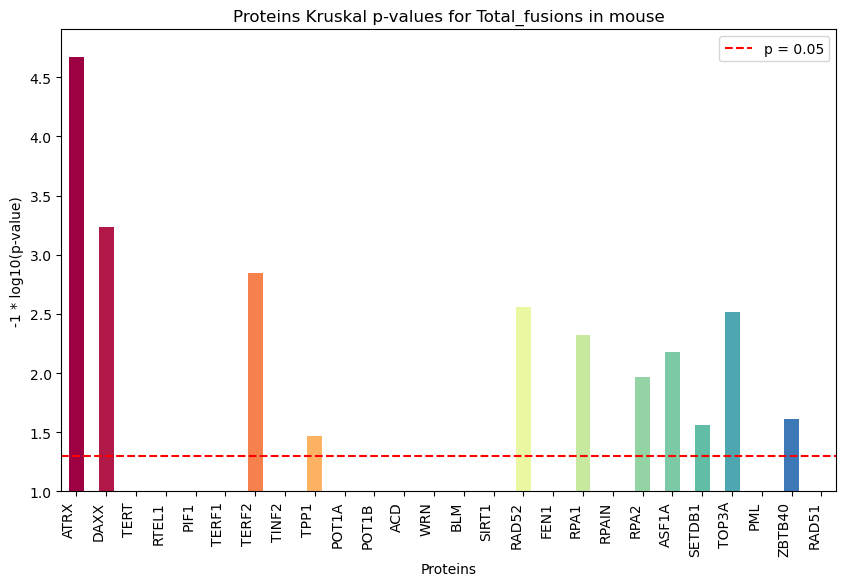 Proteins Kruskal p-values for Total_fusions in mouse
p = 0.05
-1 * log10(p-value)
4.5
4.0
3.5
3.0
2.5
2.0
1.5
1.0
ATRX
DAXX
TERT
RTEL1
PIF1
TERF1
TERF2
TINF2
TPP1
POT1A
POT1B
ACD
WRN
BLM
SIRT1
RAD52
FEN1
RPA1
RPAIN
RPA2
ASF1A
SETDB1
TOP3A
PML
ZBTB40
RAD51
Proteins